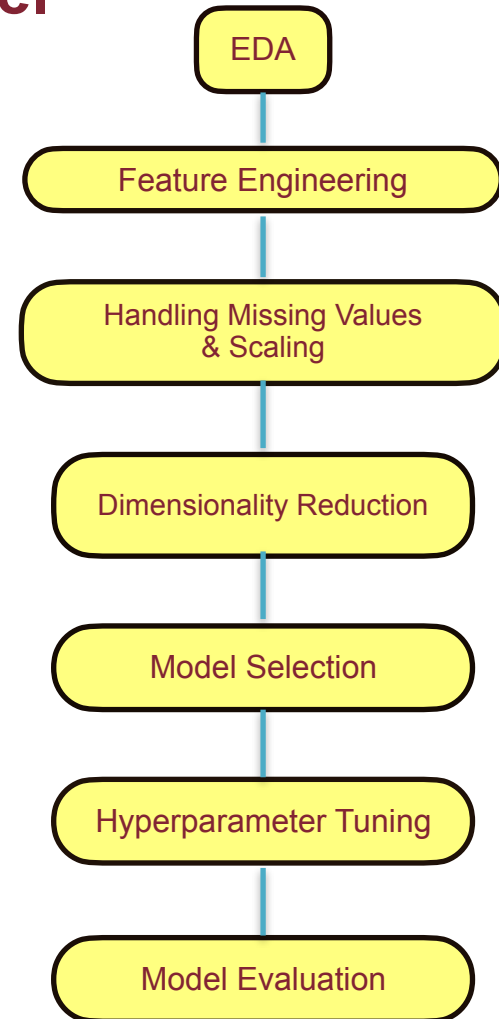 EDA
Feature Engineering
Handling Missing Values
& Scaling
Dimensionality Reduction
Model Selection
Hyperparameter Tuning
Model Evaluation